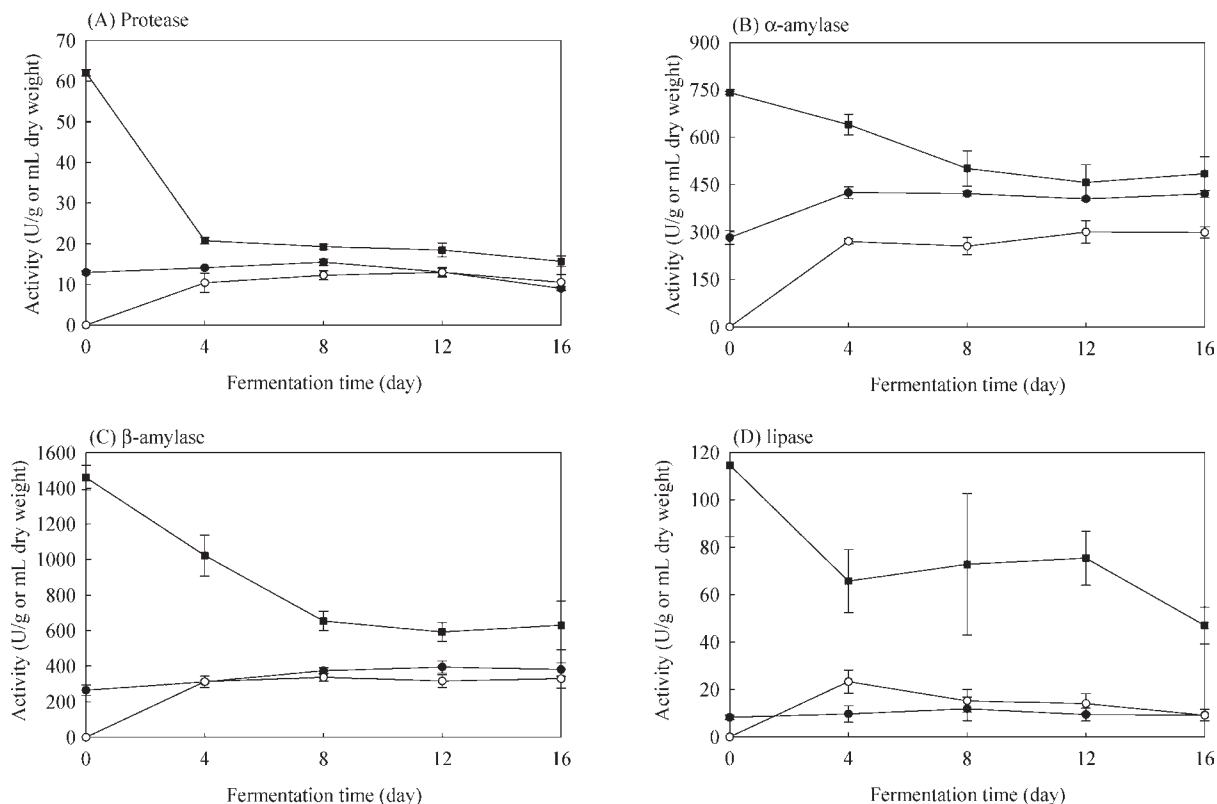 (A) Protease
70
60
50
40
30
20
10
0
0 4 8 12 16
Activity (U/g or mL dry weight)
Fermentation time (day)
(B) α-amylase
900
750
600
450
300
150
0
0 4 8 12 16
Activity (U/g or mL dry weight)
Fermentation time (day)
(C) β-amylase
1600
1400
1200
1000
800
600
400
200
0
0 4 8 12 16
Activity (U/g or mL dry weight)
Fermentation time (day)
(D) lipase
120
100
80
60
40
20
0
0 4 8 12 16
Activity (U/g or mL dry weight)
Fermentation time (day)